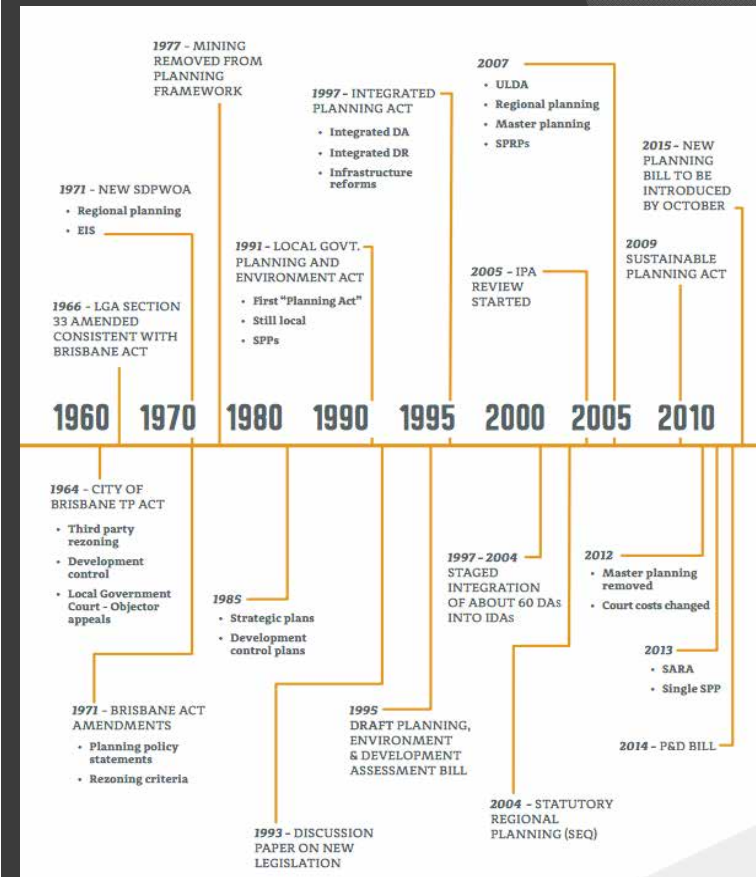 1977 - MINING
REMOVED FROM
PLANNING
FRAMEWORK
1997 - INTEGRATED
PLANNING ACT
• Integrated DA
• Integrated DR
• Infrastructure
reforms
2007
• ULDA
• Regional planning
• Master planning
• SPRPs
2015 - NEW
PLANNING
BILL TO BE
INTRODUCED
BY OCTOBER
1971 - NEW SDPWOA
• Regional planning
• EIS
1991 - LOCAL GOVT.
PLANNING AND
ENVIRONMENT ACT
• First "Planning Act"
• Still local
• SPPs
2005 - IPA
REVIEW
STARTED
2009
SUSTAINABLE
PLANNING ACT
1966 - LGA SECTION
33 AMENDED
CONSISTENT WITH
BRISBANE ACT
1960 1970 1980 1990 1995 2000 2005 2010
1964 - CITY OF
BRISBANE TP ACT
• Third party
rezoning
• Development
control
• Local Government
Court - Objector
appeals
1985
• Strategic plans
• Development
control plans
1997 - 2004
STAGED
INTEGRATION
OF ABOUT 60 DAs
INTO IDAs
2012
• Master planning
removed
• Court costs changed
2013
• SARA
• Single SPP
1971 - BRISBANE ACT
AMENDMENTS
• Planning policy
statements
• Rezoning criteria
1995
DRAFT PLANNING,
ENVIRONMENT
& DEVELOPMENT
ASSESSMENT BILL
2014 - P&D BILL
2004 - STATUTORY
REGIONAL
PLANNING (SEQ)
1993 - DISCUSSION
PAPER ON NEW
LEGISLATION